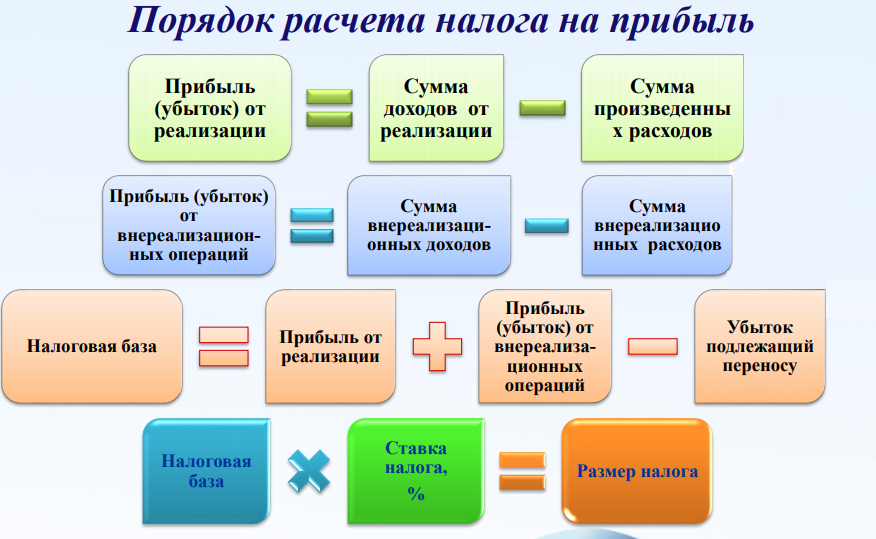 Порядок расчета налога на прибыль
Прибыль
(убыток) от
реализации
Сумма
доходов от
реализации
Сумма
произведенны
х расходов
Прибыль (убыток)
от
внереализацион-
ных операций
Сумма
внереализаци-
онных доходов
Сумма
внереализацио
нных расходов
Налоговая база
Прибыль от
реализации
Прибыль
(убыток) от
внереализа-
ционных
операций
Убыток
подлежащий
переносу
Налоговая
база
Ставка
налога,
%
Размер налога